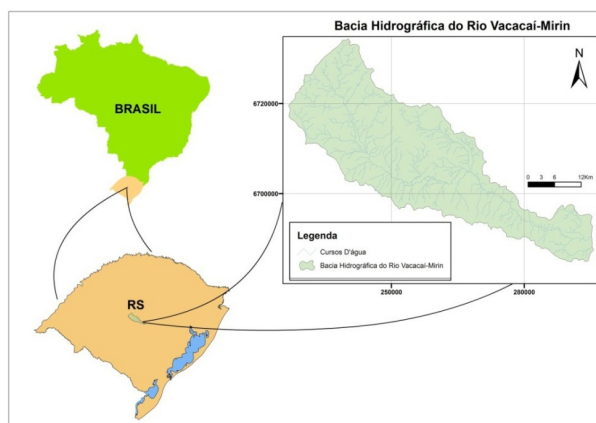 Bacia Hidrográfica do Rio Vacacaí-Mirin
N
BRASIL
6720000
0 3 6 12Km
6700000
Legenda
Cursos D'água
Bacia Hidrográfica do Rio Vacacaí-Mirin
250000 280000
RS